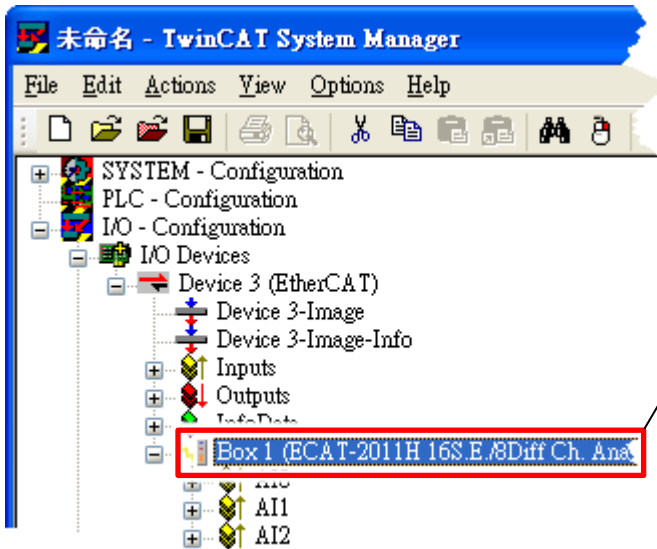 未命名 - TwinCAT System Manager
File Edit Actions View Options Help
SYSTEM - Configuration
PLC - Configuration
I/O - Configuration
I/O Devices
Device 3 (EtherCAT)
Device 3-Image
Device 3-Image-Info
Inputs
Outputs
InfoData
Box 1 (ECAT-2011H 16S.E./8Diff Ch. Ana
AI0
AI1
AI2